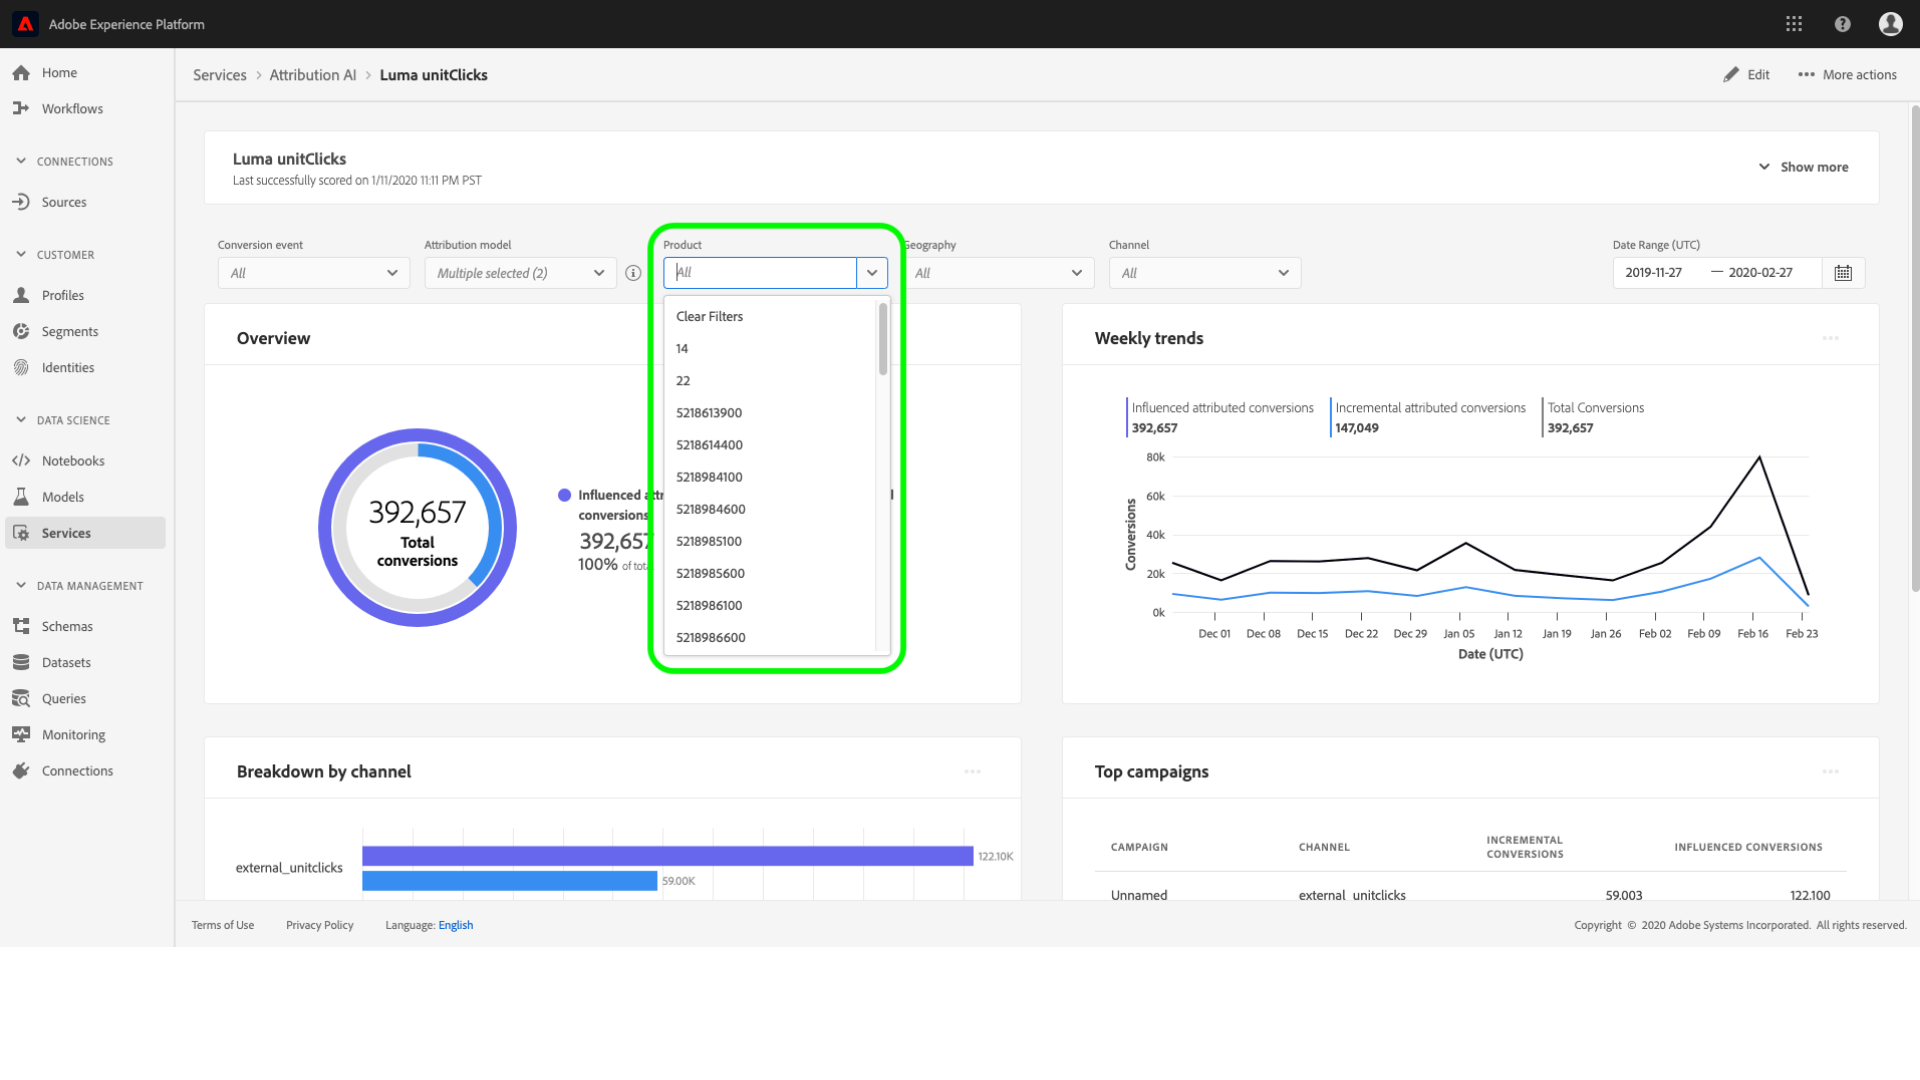 Adobe Experience Platform
Home
Workflows
CONNECTIONS
Sources
CUSTOMER
Profiles
Segments
Identities
DATA SCIENCE
Notebooks
Models
Services
DATA MANAGEMENT
Schemas
Datasets
Queries
Monitoring
Connections
Services > Attribution AI > Luma unitClicks
Edit
More actions
Luma unitClicks
Last successfully scored on 1/11/2020 11:11 PM PST
Show more
Conversion event
All
Attribution model
Multiple selected (2)
Product
All
Geography
All
Channel
All
Date Range (UTC)
2019-11-27 — 2020-02-27
Clear Filters
14
22
5218613900
5218614400
5218984100
5218984600
5218985100
5218985600
5218986100
5218986600
Overview
392,657
Total
conversions
Influenced
conversions
392,657
100% of
Weekly trends
Influenced attributed conversions
392,657
Incremental attributed conversions
147,049
Total Conversions
392,657
80k
60k
40k
20k
0k
Conversions
Dec 01 Dec 08 Dec 15 Dec 22 Dec 29 Jan 05 Jan 12 Jan 19 Jan 26 Feb 02 Feb 09 Feb 16 Feb 23
Date (UTC)
Breakdown by channel
external_unitclicks
122.10K
59.00K
Top campaigns
CAMPAIGN CHANNEL INCREMENTAL CONVERSIONS INFLUENCED CONVERSIONS
Unnamed external_unitclicks 59,003 122,100
Terms of Use Privacy Policy Language: English
Copyright © 2020 Adobe Systems Incorporated. All rights reserved.